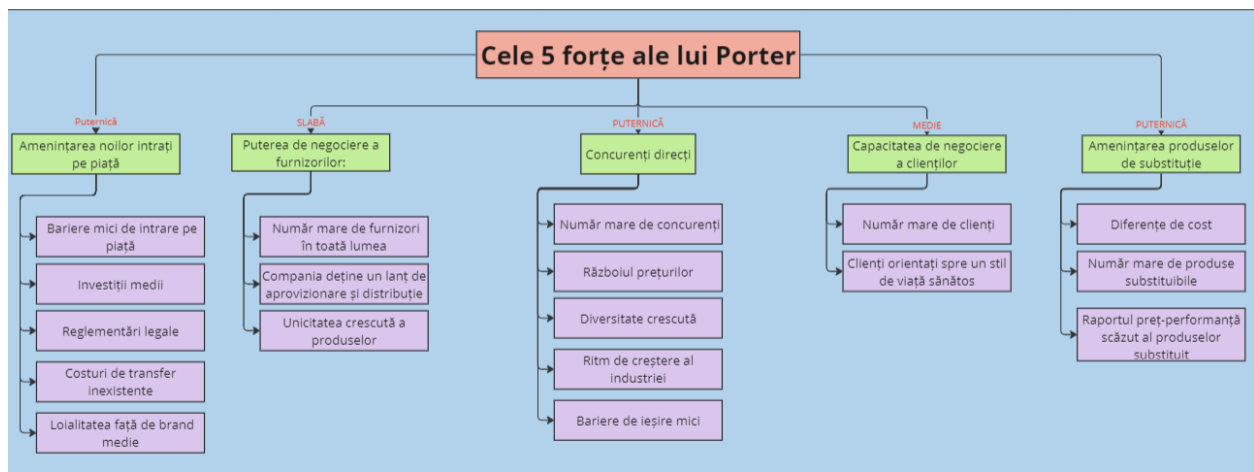 Cele 5 forțe ale lui Porter
Puternică
Amenințarea noilor intrați
pe piață
Bariere mici de intrare pe
piață
Investiții medii
Reglementări legale
Costuri de transfer
inexistente
Loialitatea față de brand
medie
SLABĂ
Puterea de negociere a
furnizorilor:
Număr mare de furnizori
în toată lumea
Compania deține un lanț de
aprovizionare și distribuție
Unicitatea crescută a
produselor
PUTERNICĂ
Concurenți direcți
Număr mare de concurenți
Războiul prețurilor
Diversitate crescută
Ritm de creștere al
industriei
Bariere de ieșire mici
MEDIE
Capacitatea de negociere
a clienților
Număr mare de clienți
Clienți orientați spre un stil
de viață sănătos
PUTERNICĂ
Amenințarea produselor
de substituție
Diferențe de cost
Număr mare de produse
substituibile
Raportul preț-performanță
scăzut al produselor
substituit